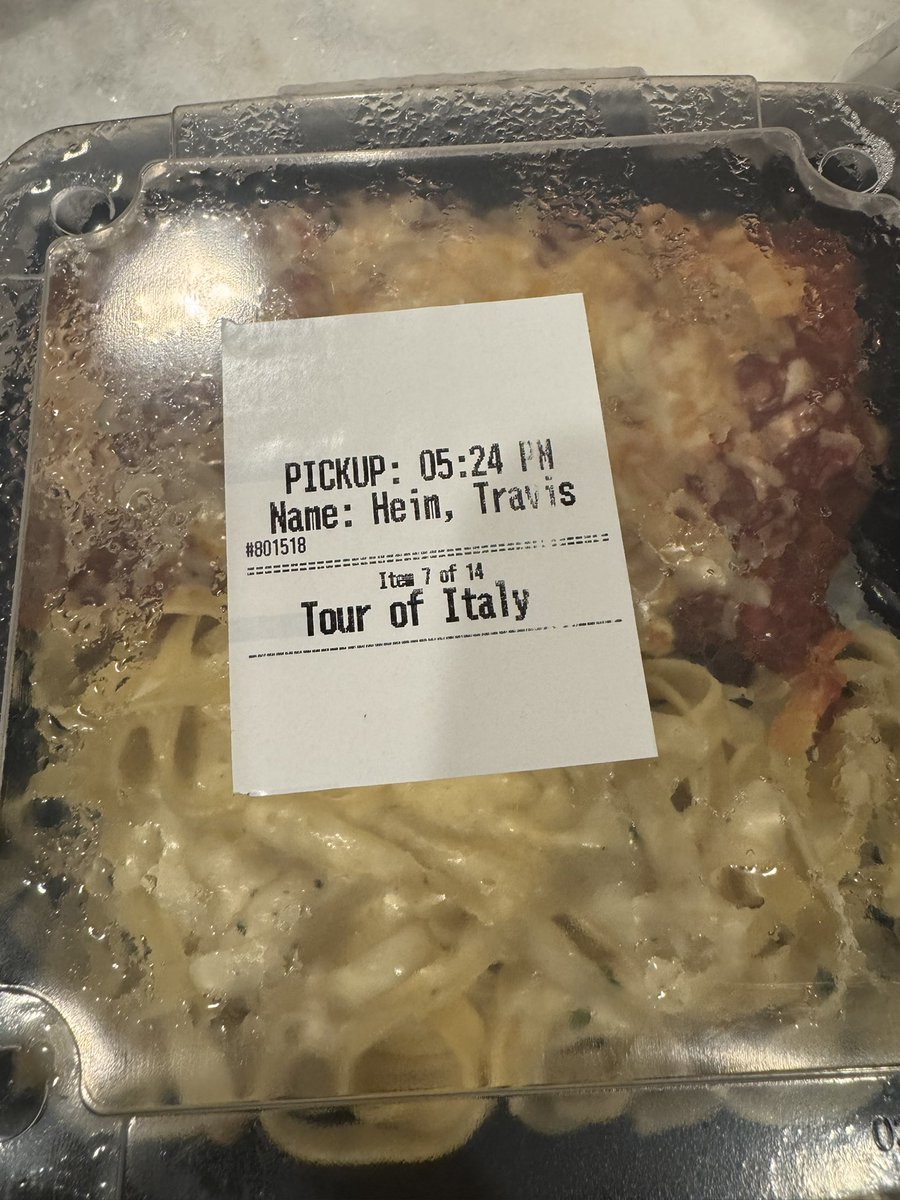 PICKUP: 05:24 PM
Name: Hein, Travis
#801518
Item 7 of 14
Tour of Italy